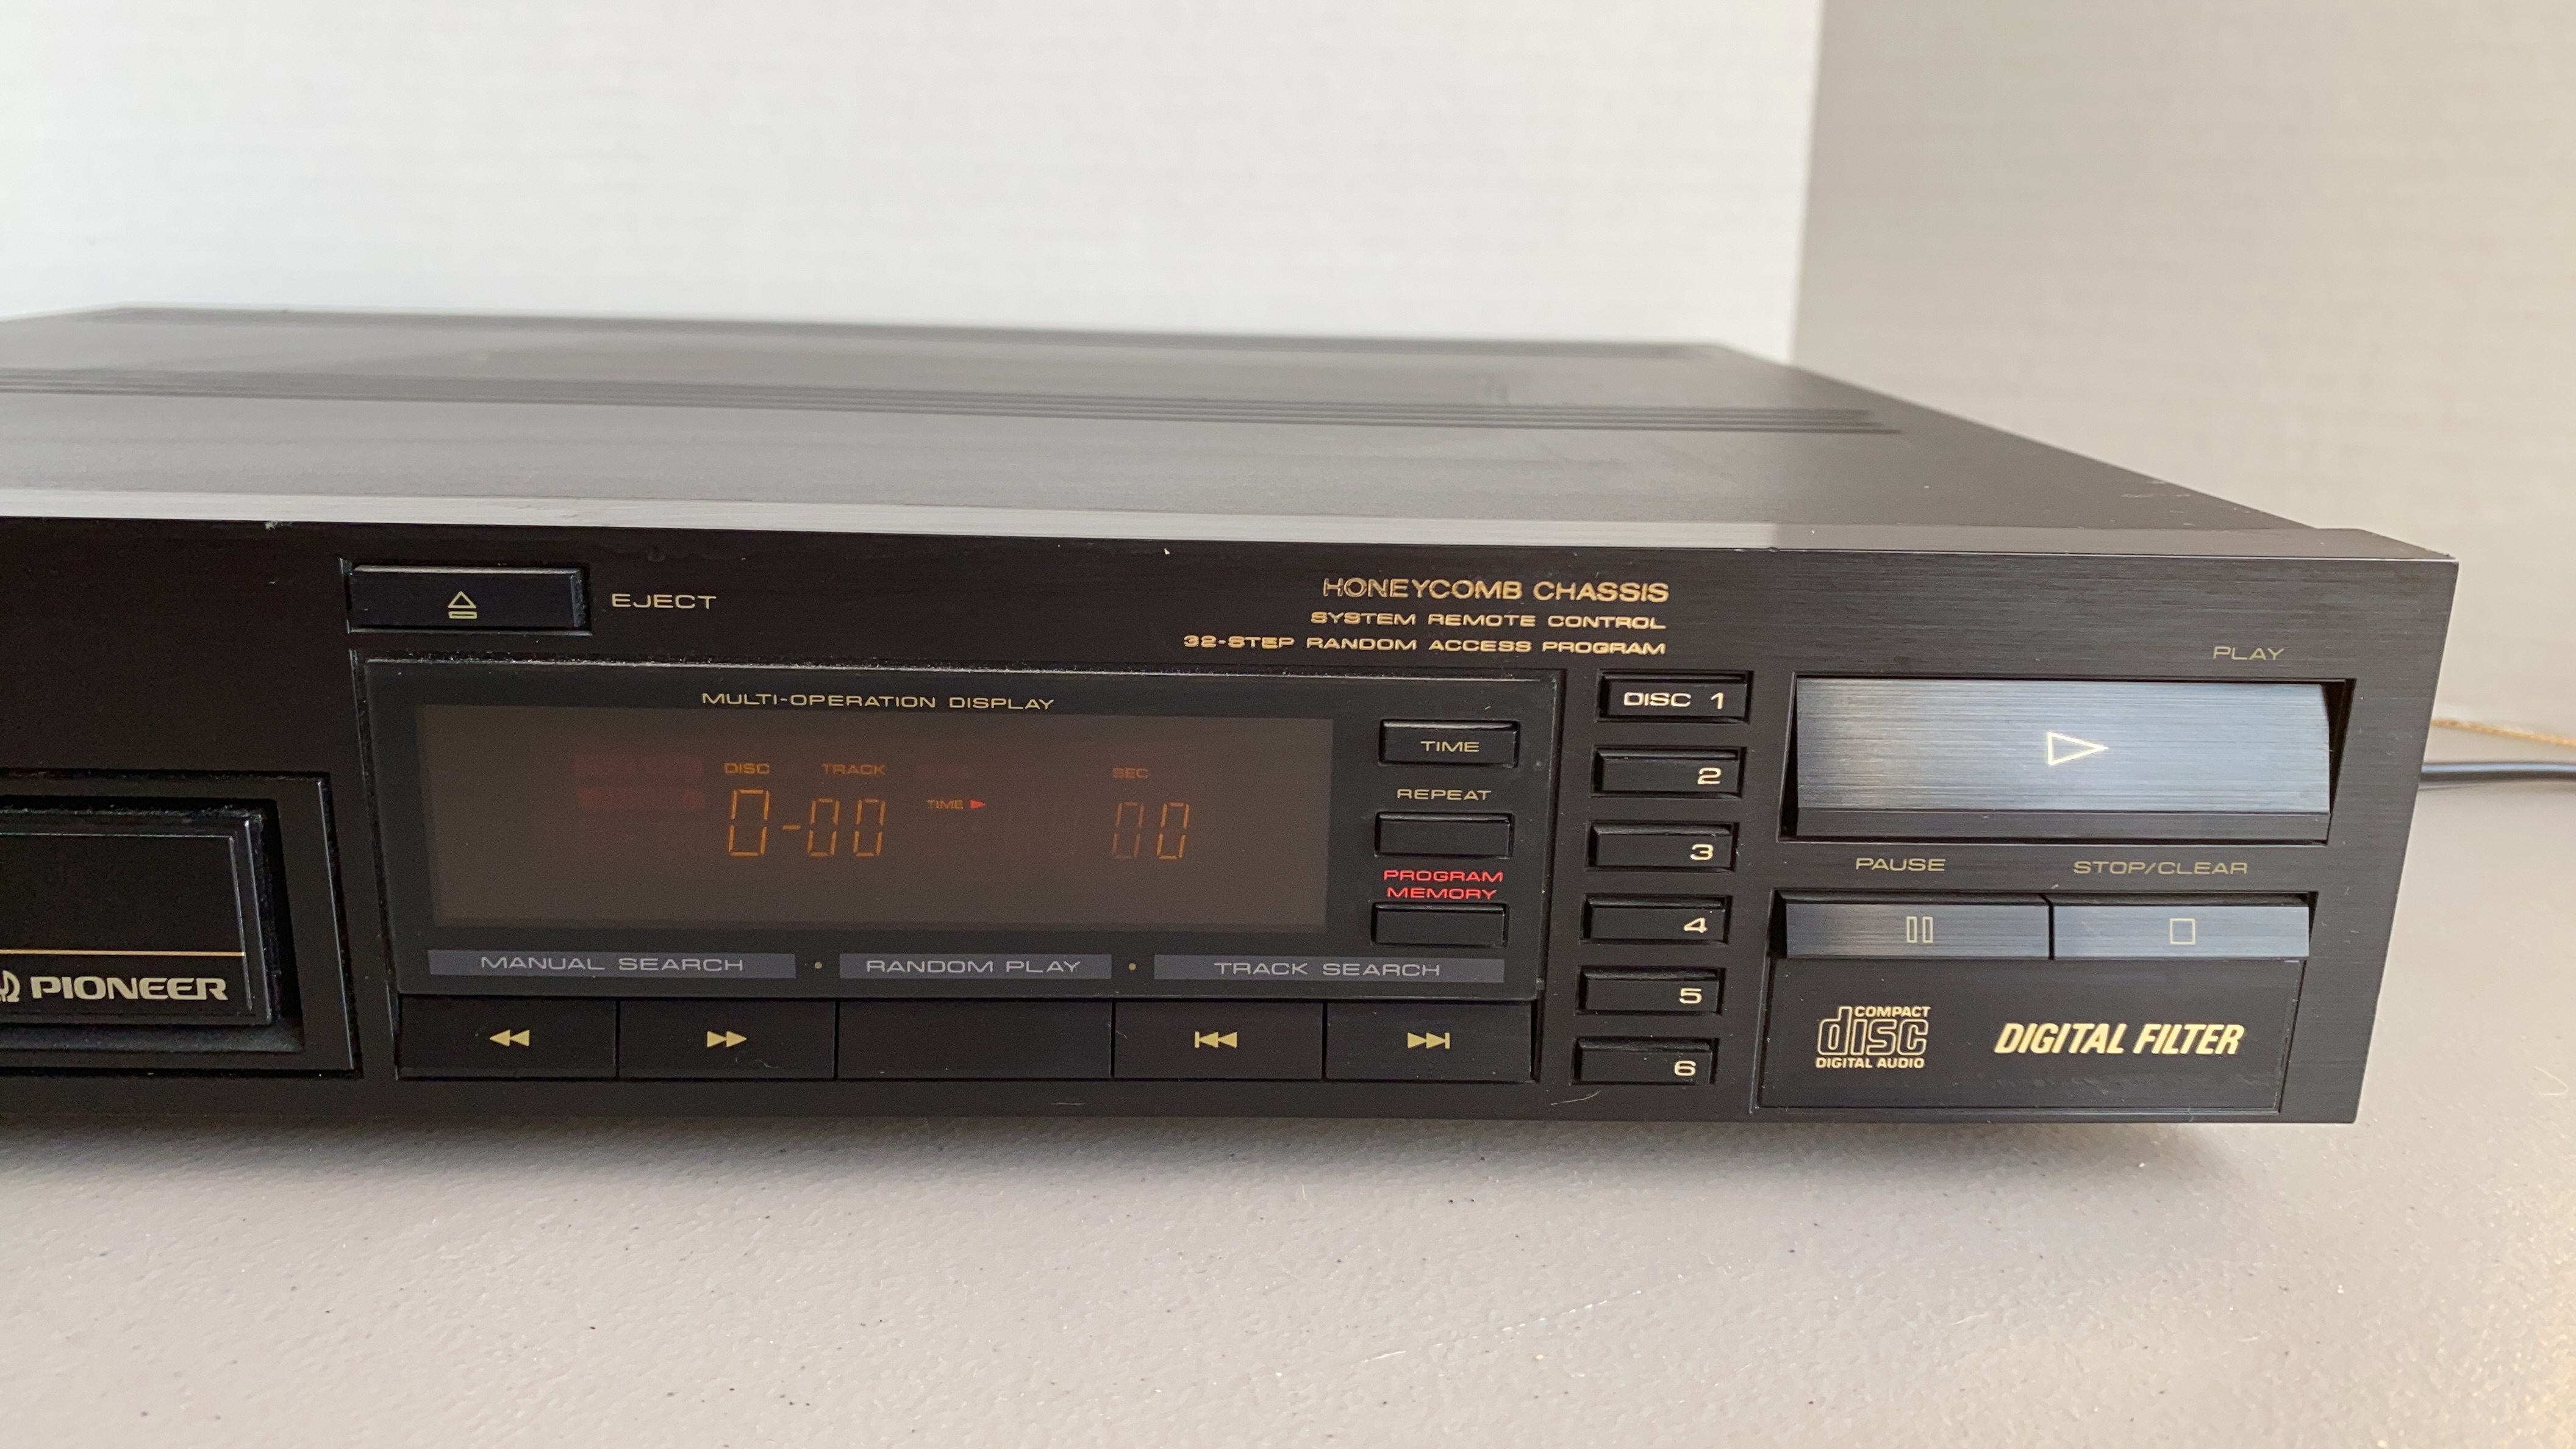 EJECT
HONEYCOMB CHASSIS
SYSTEM REMOTE CONTROL
32-STEP RANDOM ACCESS PROGRAM
PLAY
MULTI-OPERATION DISPLAY
DISC 1
TIME
DISC TRACK SEC
0-00 TIME 00
2
REPEAT
3
PAUSE STOP/CLEAR
PROGRAM
MEMORY
4
MANUAL SEARCH • RANDOM PLAY • TRACK SEARCH
PIONEER
5
6
COMPACT
disc
DIGITAL AUDIO
DIGITAL FILTER